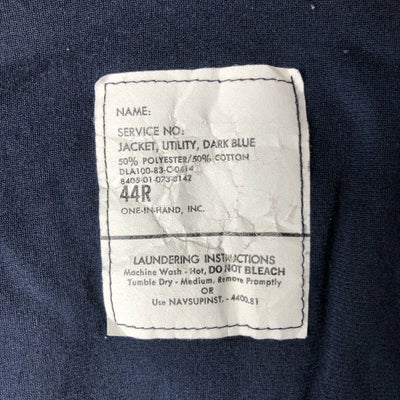 NAME:
SERVICE NO:
JACKET, UTILITY, DARK BLUE
50% POLYESTER/50% COTTON
DLA100-83-C-0614
8405-01-073-8142
44R
ONE-IN-HAND, INC.
LAUNDERING INSTRUCTIONS
Machine Wash - Hot, DO NOT BLEACH
Tumble Dry - Medium, Remove Promptly
OR
Use NAVSUPINST. - 4400.81